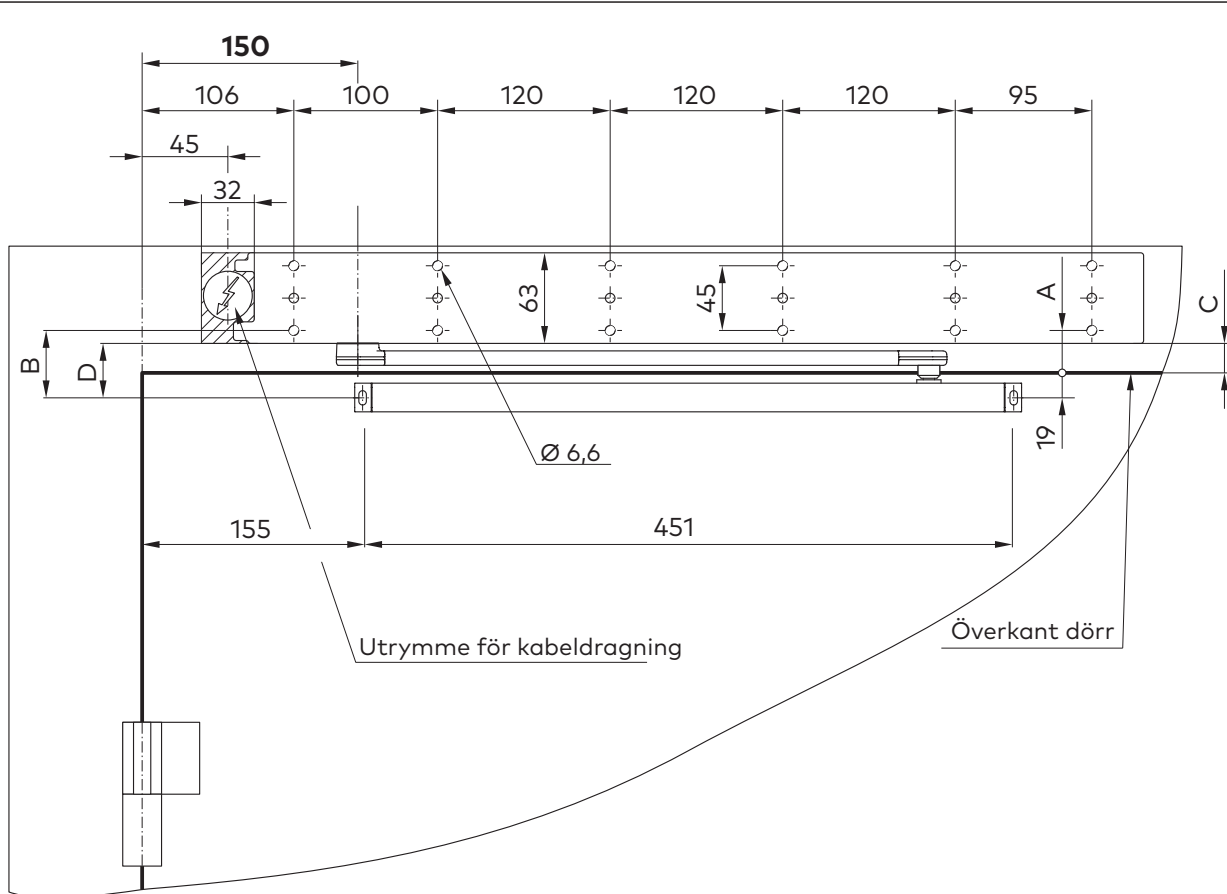 150
106 100 120 120 120 95
45
32
63 45 A C
B D
19
Ø 6,6
155 451
Utrymme för kabeldragning
Överkant dörr